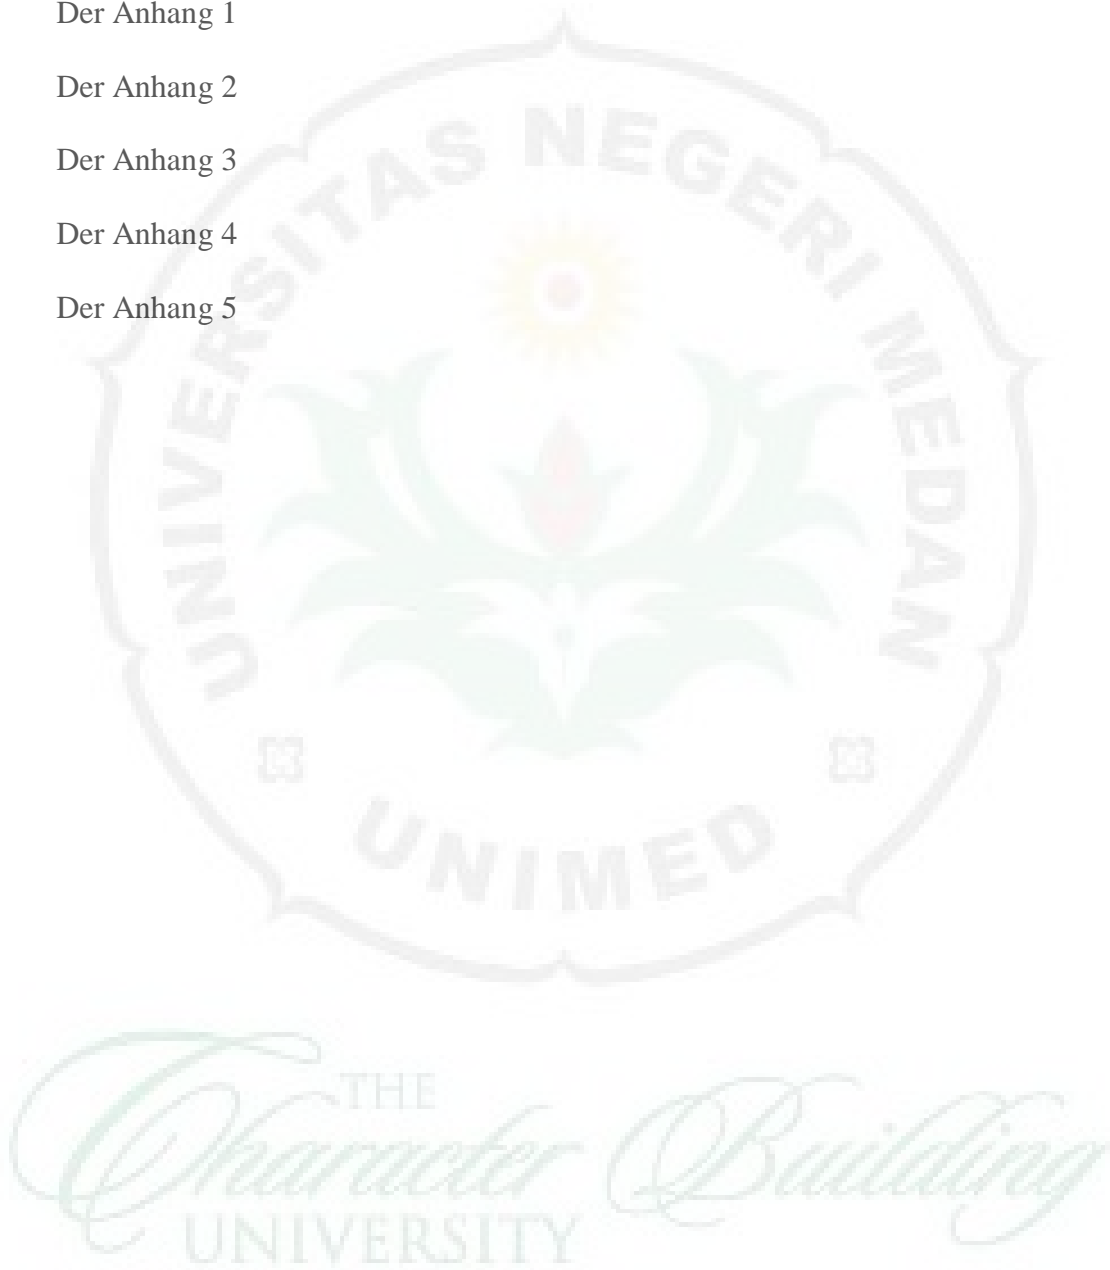 Der Anhang 1
Der Anhang 2
Der Anhang 3
Der Anhang 4
Der Anhang 5
UNIVERSITAS NEGERI MEDAN
UNIMED
THE
Character Building
UNIVERSITY